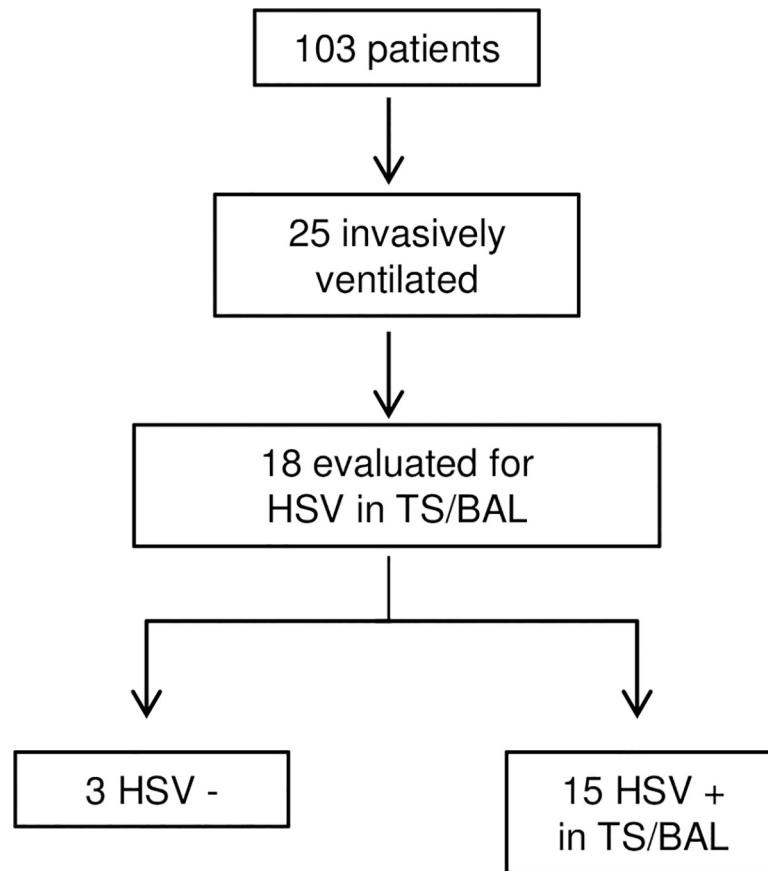 103 patients
25 invasively
ventilated
18 evaluated for
HSV in TS/BAL
3 HSV -
15 HSV +
in TS/BAL